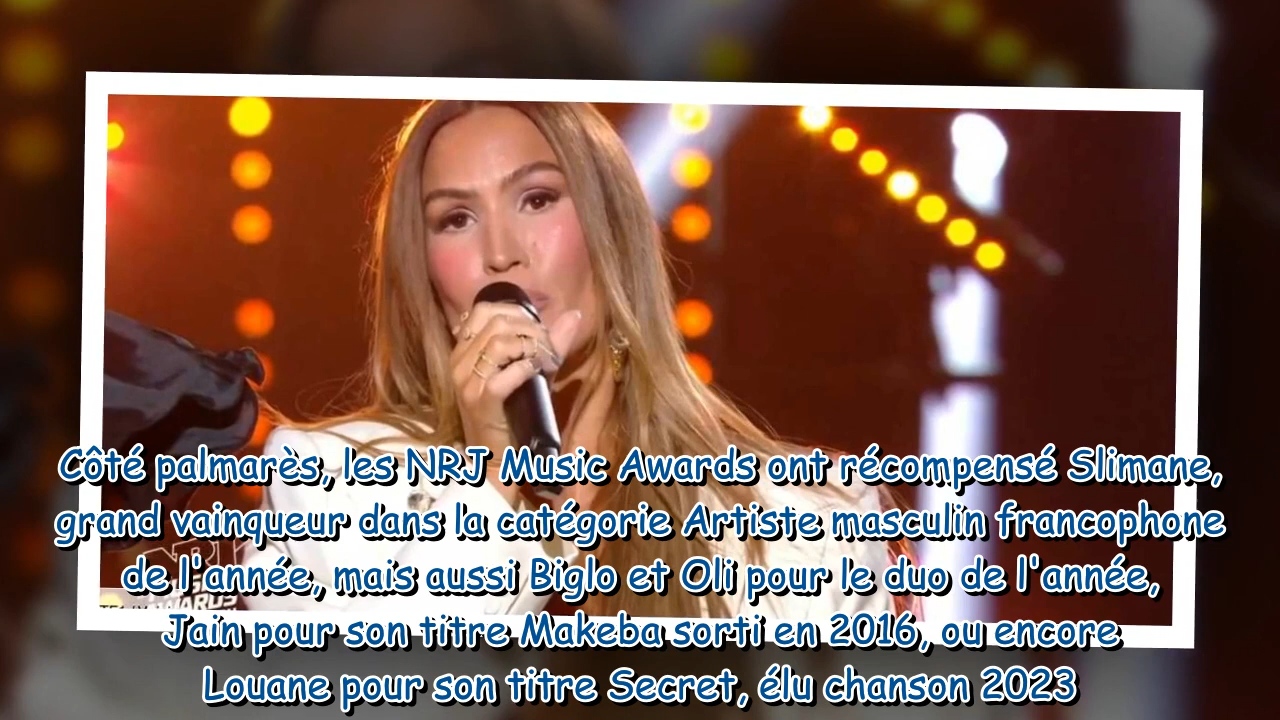 Côté palmarès, les NRJ Music Awards ont récompensé Slimane,
grand vainqueur dans la catégorie Artiste masculin francophone
de l'année, mais aussi Biglo et Oli pour le duo de l'année,
Jain pour son titre Makeba sorti en 2016, ou encore
Louane pour son titre Secret, élu chanson 2023